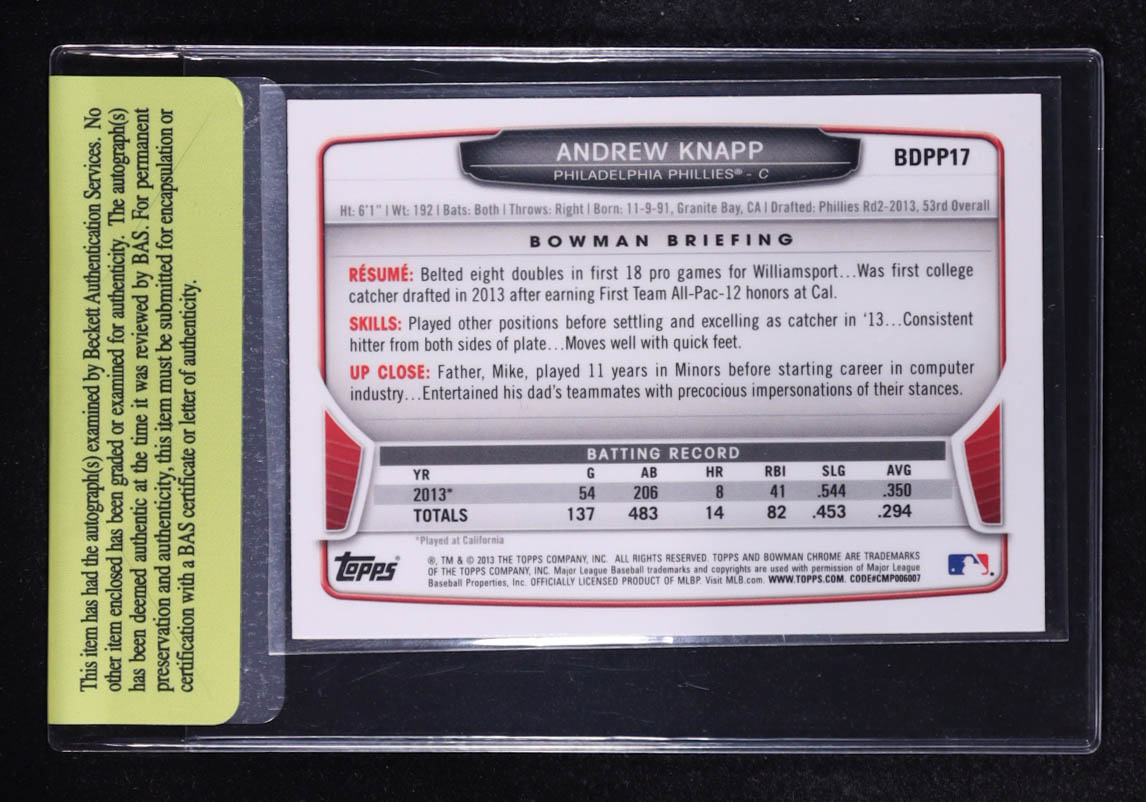 This item has had the autograph(s) examined by Beckett Authentication Services. No
other item enclosed has been graded or examined for authenticity. The autograph(s)
has been deemed authentic at the time it was reviewed by BAS. For permanent
preservation and authenticity, this item must be submitted for encapsulation or
certification with a BAS certificate or letter of authenticity.
ANDREW KNAPP
PHILADELPHIA PHILLIES® - C
BDPP17
Ht: 6'1" | Wt: 192 | Bats: Both | Throws: Right | Born: 11-9-91, Granite Bay, CA | Drafted: Phillies Rd2-2013, 53rd Overall
BOWMAN BRIEFING
RÉSUMÉ: Belted eight doubles in first 18 pro games for Williamsport...Was first college
catcher drafted in 2013 after earning First Team All-Pac-12 honors at Cal.
SKILLS: Played other positions before settling and excelling as catcher in '13...Consistent
hitter from both sides of plate...Moves well with quick feet.
UP CLOSE: Father, Mike, played 11 years in Minors before starting career in computer
industry...Entertained his dad's teammates with precocious impersonations of their stances.
BATTING RECORD
YR G AB HR RBI SLG AVG
2013* 54 206 8 41 .544 .350
TOTALS 137 483 14 82 .453 .294
*Played at California
Topps®
®, TM & © 2013 THE TOPPS COMPANY, INC. ALL RIGHTS RESERVED. TOPPS AND BOWMAN CHROME ARE TRADEMARKS
OF THE TOPPS COMPANY, INC. Major League Baseball trademarks and copyrights are used with permission of Major League
Baseball Properties, Inc. OFFICIALLY LICENSED PRODUCT OF MLBP. Visit MLB.com. WWW.TOPPS.COM. CODE#CMP006007